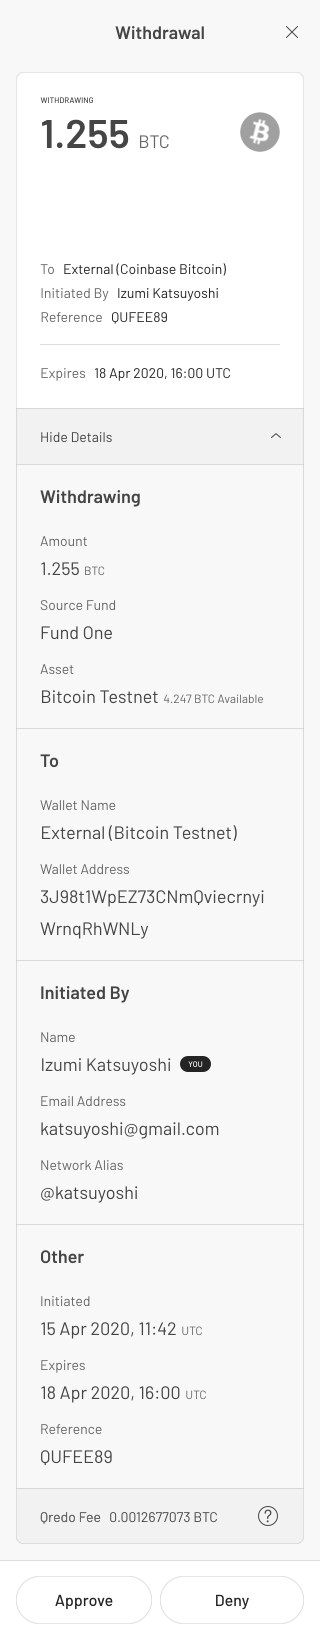 Withdrawal
WITHDRAWING
1.255 BTC
To External (Coinbase Bitcoin)
Initiated By Izumi Katsuyoshi
Reference QUFEE89
Expires 18 Apr 2020, 16:00 UTC
Hide Details
Withdrawing
Amount
1.255 BTC
Source Fund
Fund One
Asset
Bitcoin Testnet 4.247 BTC Available
To
Wallet Name
External (Bitcoin Testnet)
Wallet Address
3J98t1WpEZ73CNmQviecrnyi
WrnqRhWNLy
Initiated By
Name
Izumi Katsuyoshi YOU
Email Address
katsuyoshi@gmail.com
Network Alias
@katsuyoshi
Other
Initiated
15 Apr 2020, 11:42 UTC
Expires
18 Apr 2020, 16:00 UTC
Reference
QUFEE89
Qredo Fee 0.0012677073 BTC ?
Approve Deny